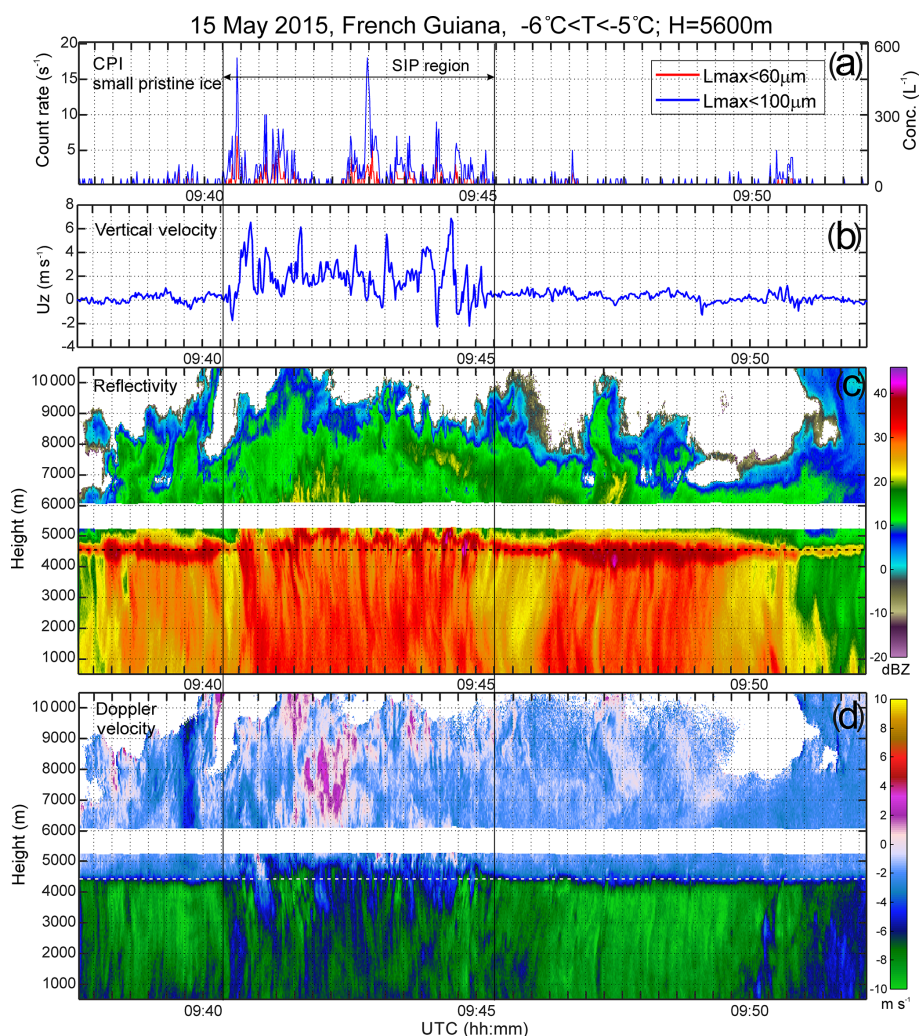 15 May 2015, French Guiana, -6°C<T<-5°C; H=5600m
CPI
small pristine ice
SIP region
(a)
Lmax<60μm
Lmax<100μm
Count rate (s⁻¹)
20
15
10
5
Conc. (L⁻¹)
600
300
0
09:40
09:45
09:50
Vertical velocity
(b)
Uz (m s⁻¹)
8
6
4
2
0
-2
-4
09:40
09:45
09:50
Reflectivity
(c)
Height (m)
10500
9000
8000
7000
6000
5000
4000
3000
2000
1000
40
30
20
10
0
-10
-20
dBZ
09:40
09:45
09:50
Doppler
velocity
(d)
Height (m)
10000
9000
8000
7000
6000
5000
4000
3000
2000
1000
10
8
6
4
2
0
-2
-4
-6
-8
-10
m s⁻¹
09:40
09:45
09:50
UTC (hh:mm)